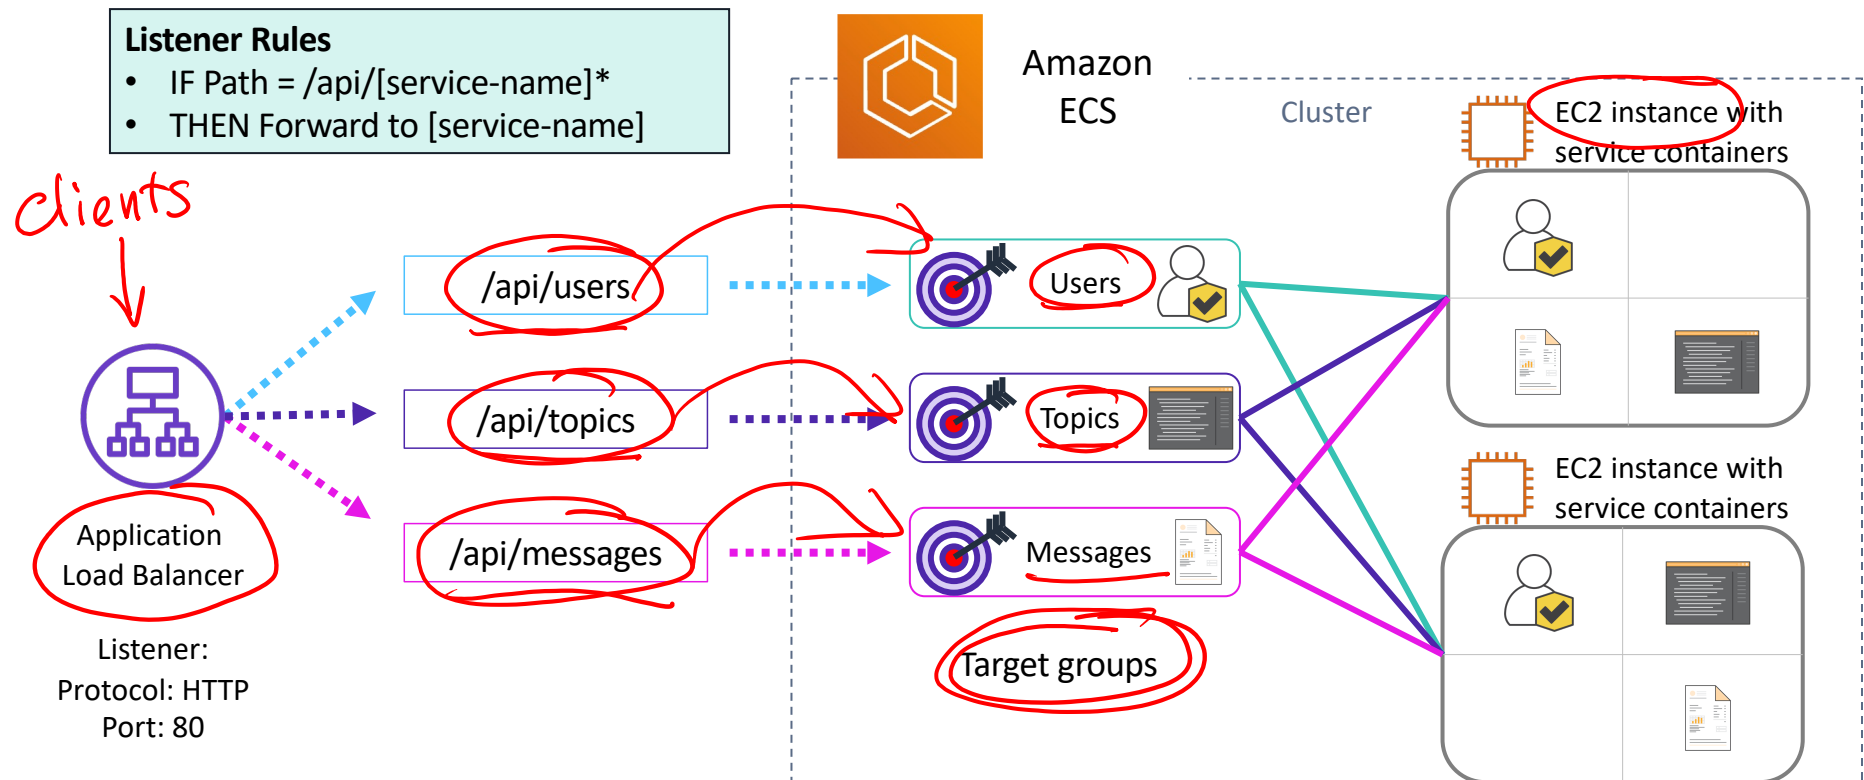 Listener Rules
• IF Path = /api/[service-name]*
• THEN Forward to [service-name]
Amazon
ECS
Cluster
EC2 instance with
service containers
clients
/api/users
Users
/api/topics
Topics
/api/messages
Messages
Application
Load Balancer
Listener:
Protocol: HTTP
Port: 80
Target groups
EC2 instance with
service containers